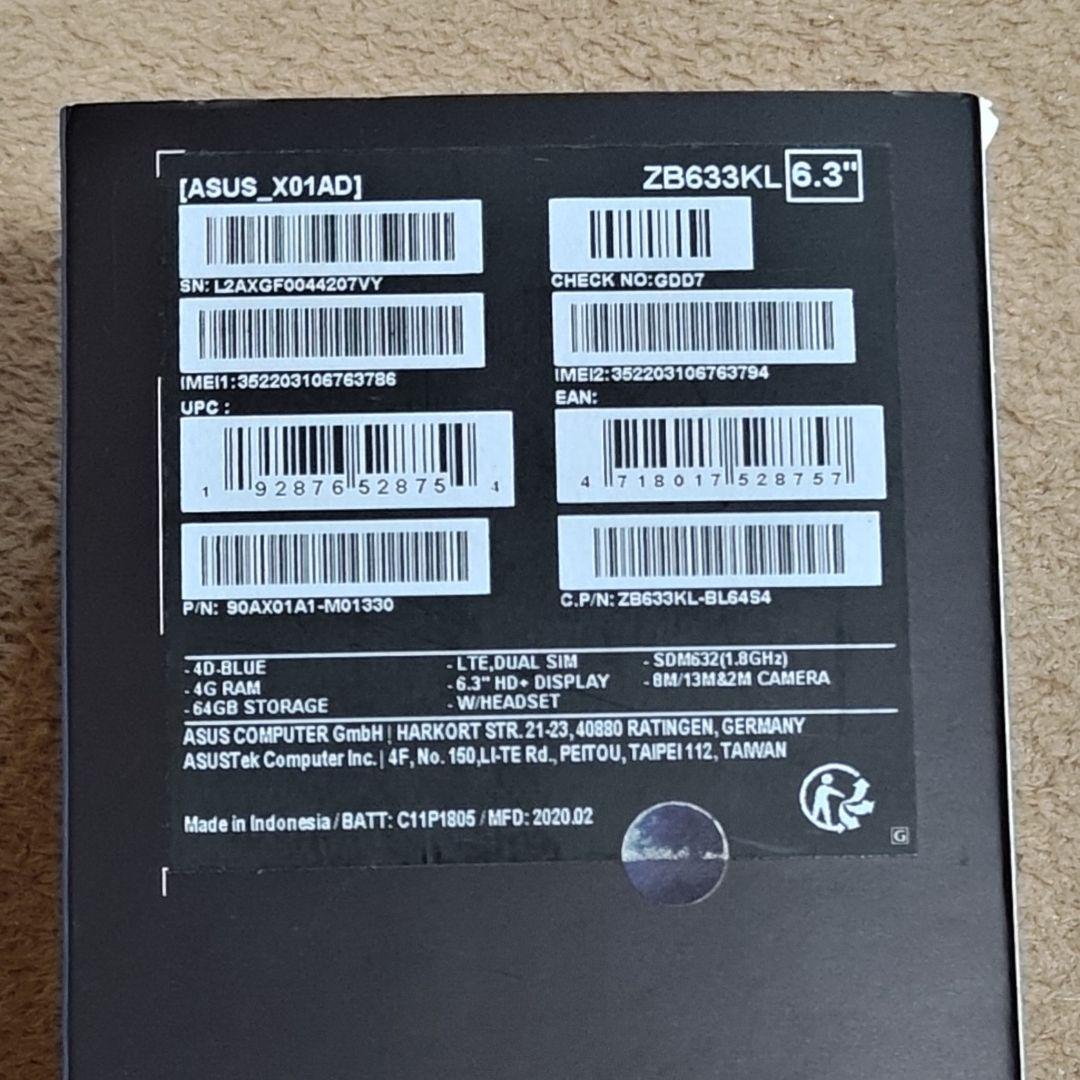 [ASUS_X01AD]
ZB633KL 6.3"
SN: L2AXGF0044207VY
CHECK NO:GDD7
IMEI1:352203106763786
IMEI2:352203106763794
UPC :
EAN:
1 92876 52875 4
4 718017 528757
P/N: 90AX01A1-M01330
C.P/N: ZB633KL-BL64S4
- 4D-BLUE
- LTE,DUAL SIM
- SDM632(1.8GHz)
- 4G RAM
- 6.3" HD+ DISPLAY
- 8M/13M&2M CAMERA
- 64GB STORAGE
- W/HEADSET
ASUS COMPUTER GmbH | HARKORT STR. 21-23, 40880 RATINGEN, GERMANY
ASUSTek Computer Inc. | 4F, No. 150,LI-TE Rd., PEITOU, TAIPEI 112, TAIWAN
Made in Indonesia / BATT: C11P1805 / MFD: 2020.02
G